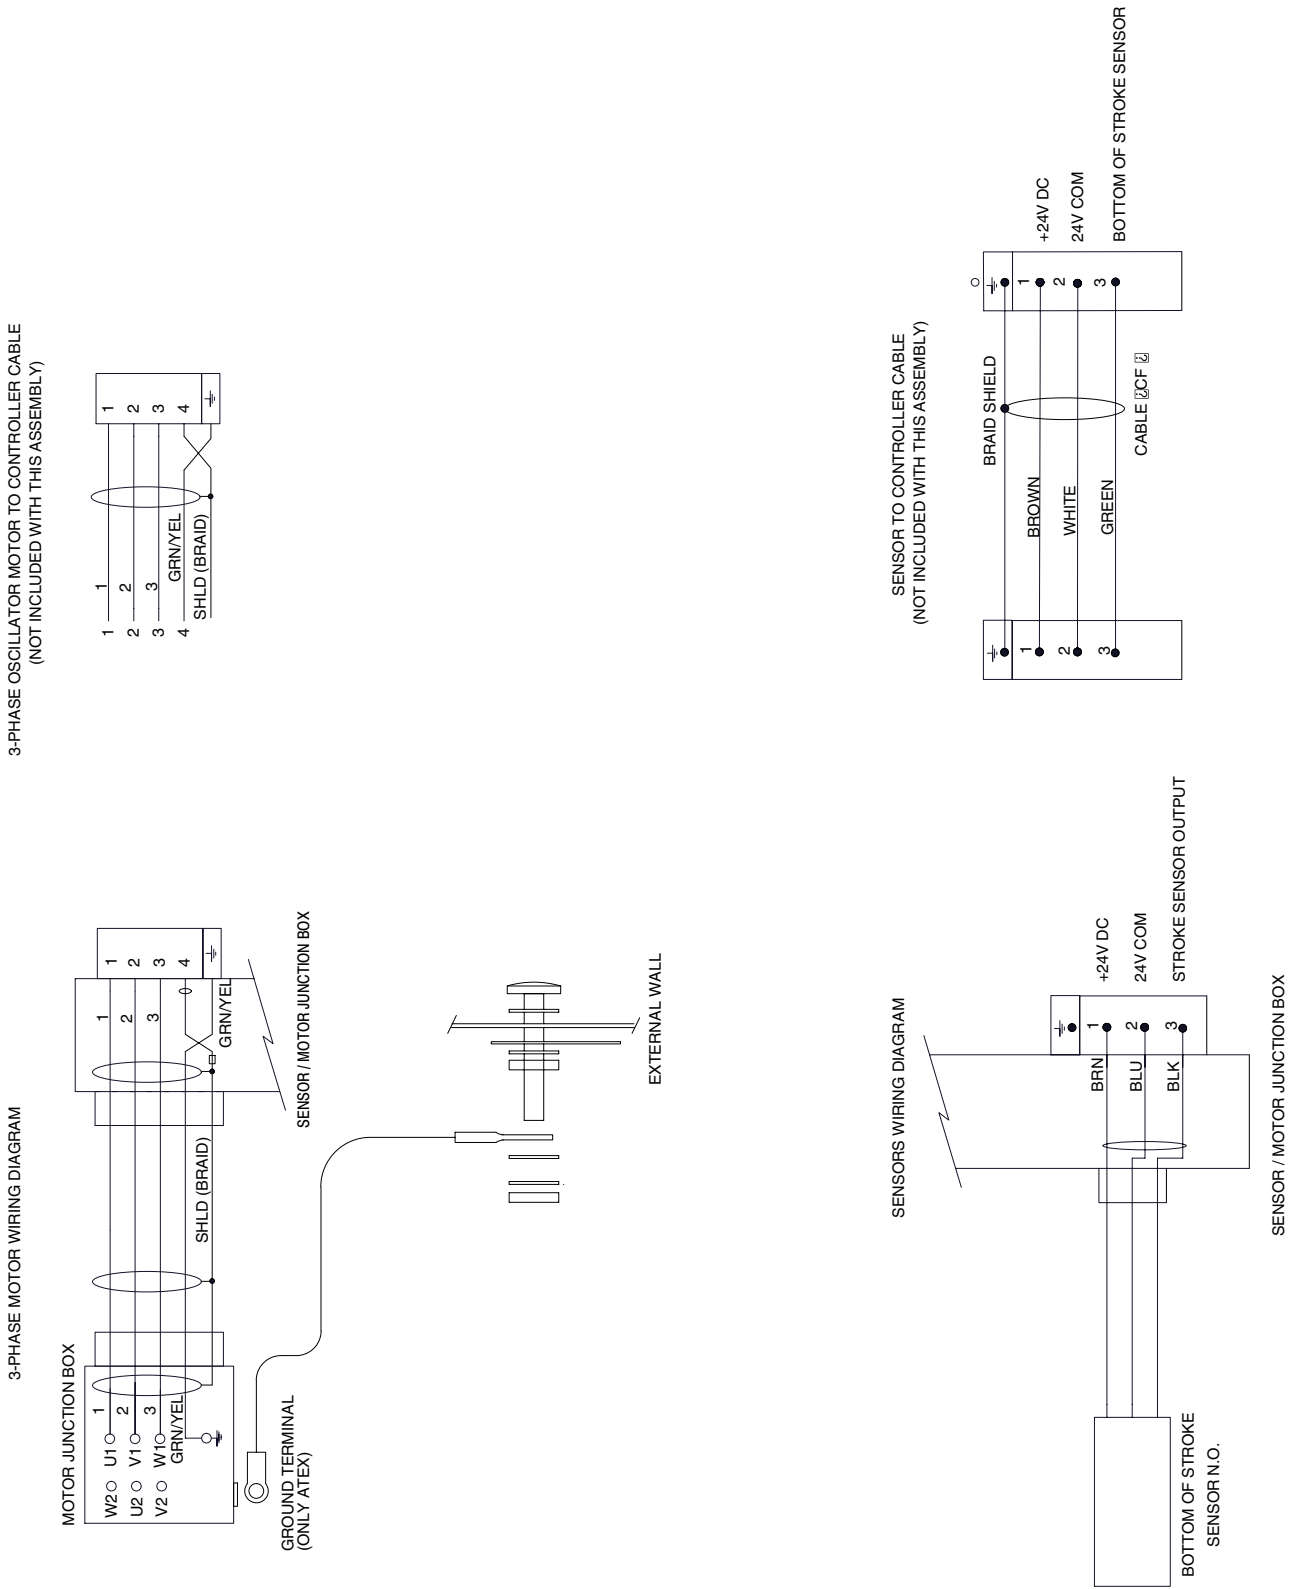 3-PHASE MOTOR WIRING DIAGRAM
MOTOR JUNCTION BOX
W2
U1
1
U2
V1
2
V2
W1
3
GRN/YEL
SHLD (BRAID)
1
2
3
GRN/YEL
1
2
3
4
SENSOR / MOTOR JUNCTION BOX
GROUND TERMINAL
(ONLY ATEX)
EXTERNAL WALL
3-PHASE OSCILLATOR MOTOR TO CONTROLLER CABLE
(NOT INCLUDED WITH THIS ASSEMBLY)
1
2
3
4
1
2
3
GRN/YEL
SHLD (BRAID)
1
2
3
4
SENSORS WIRING DIAGRAM
BRN
1
+24V DC
BLU
2
24V COM
BLK
3
STROKE SENSOR OUTPUT
SENSOR / MOTOR JUNCTION BOX
BOTTOM OF STROKE
SENSOR N.O.
SENSOR TO CONTROLLER CABLE
(NOT INCLUDED WITH THIS ASSEMBLY)
BRAID SHIELD
1
BROWN
1
+24V DC
2
WHITE
2
24V COM
3
GREEN
3
BOTTOM OF STROKE SENSOR
CABLE CF